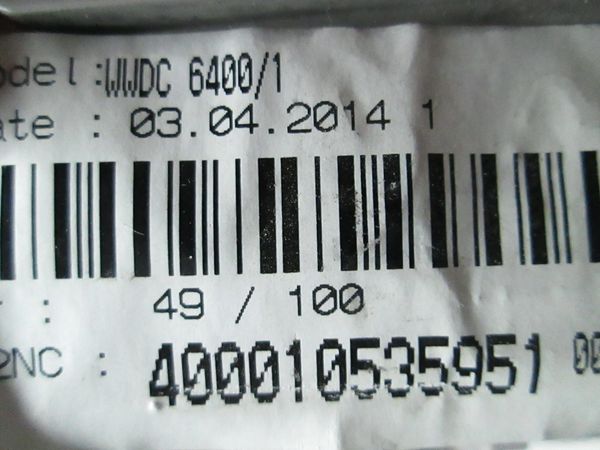 odel:WWDC 6400/1
ate : 03.04.2014 1
: 49 / 100
2NC : 400010535951 00